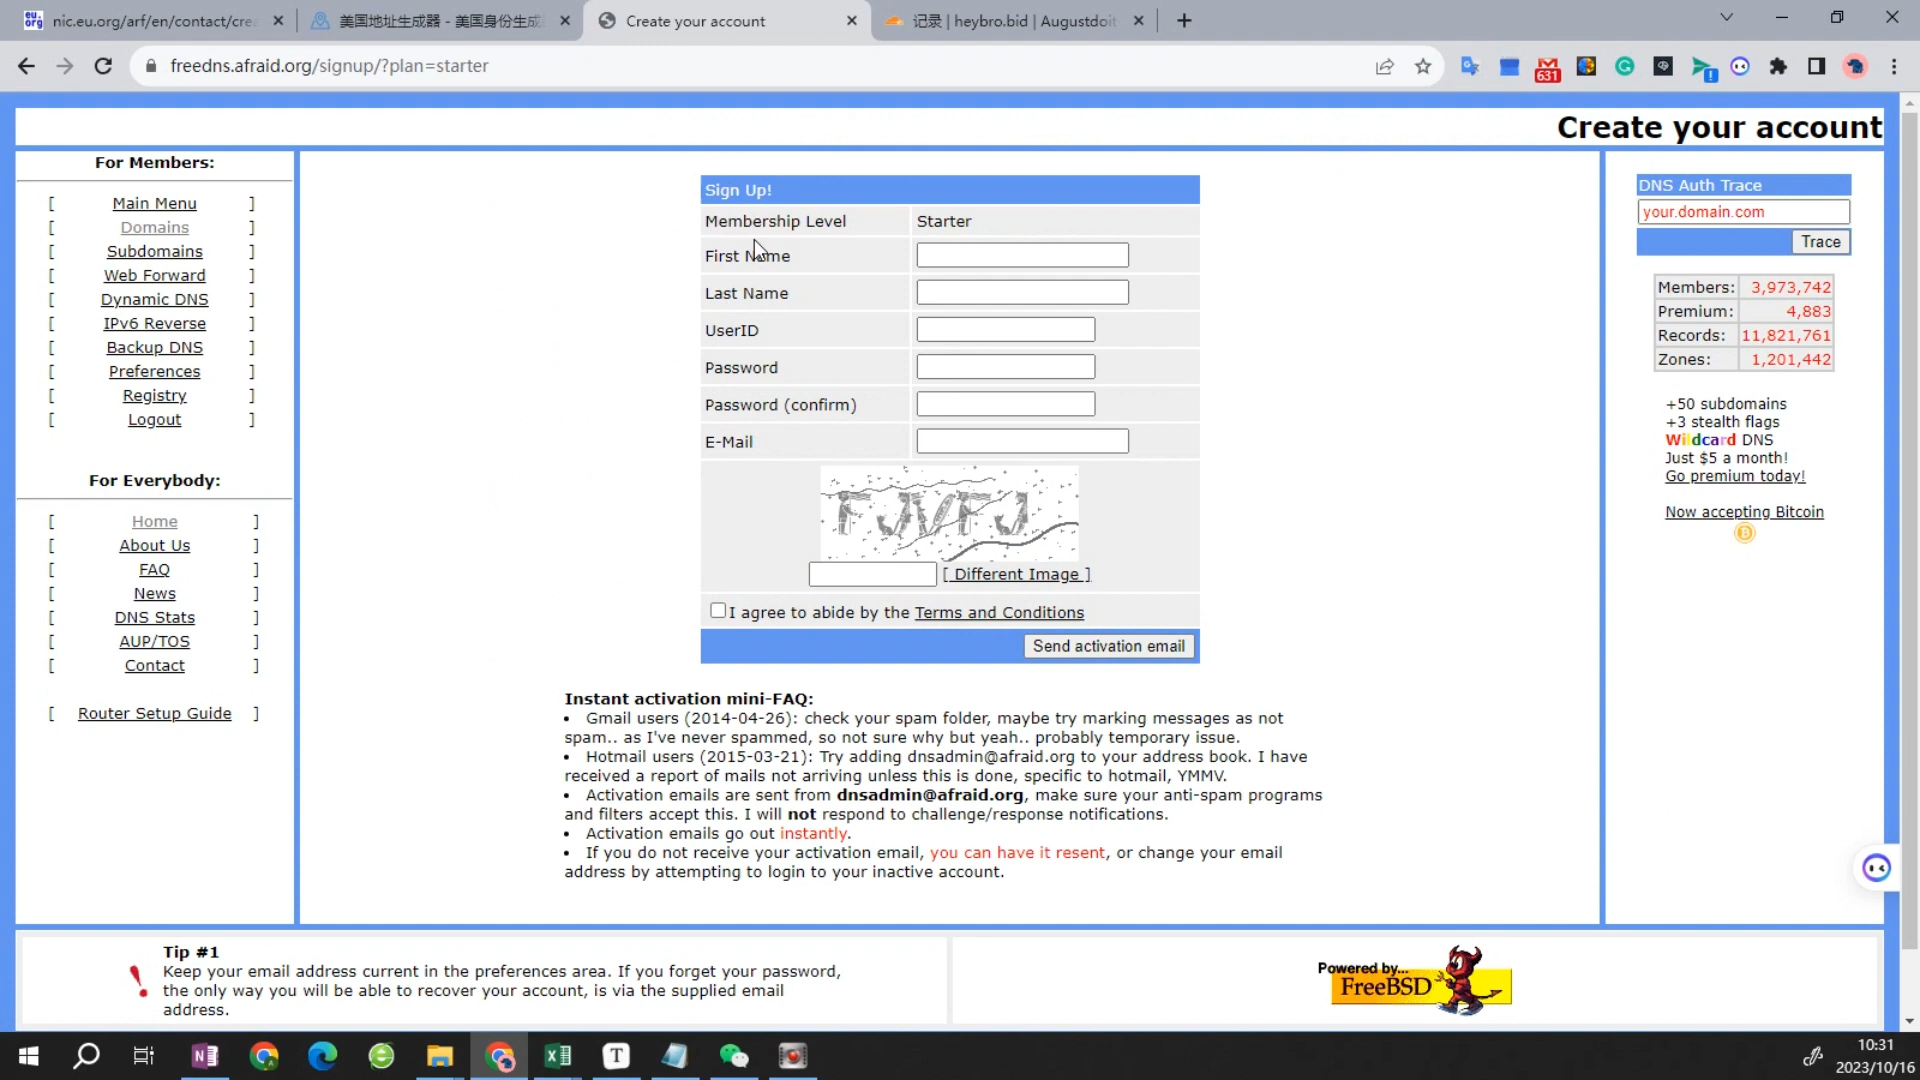 nic.eu.org/arf/en/contact/crea
美国地址生成器 - 美国身份生成
Create your account
记录 | heybro.bid | Augustdoit
freedns.afraid.org/signup/?plan=starter
631
Create your account
For Members:
[ Main Menu ]
[ Domains ]
[ Subdomains ]
[ Web Forward ]
[ Dynamic DNS ]
[ IPv6 Reverse ]
[ Backup DNS ]
[ Preferences ]
[ Registry ]
[ Logout ]
For Everybody:
[ Home ]
[ About Us ]
[ FAQ ]
[ News ]
[ DNS Stats ]
[ AUP/TOS ]
[ Contact ]
[ Router Setup Guide ]
Sign Up!
Membership Level Starter
First Name
Last Name
UserID
Password
Password (confirm)
E-Mail
FJVFJ
[ Different Image ]
I agree to abide by the Terms and Conditions
Send activation email
Instant activation mini-FAQ:
• Gmail users (2014-04-26): check your spam folder, maybe try marking messages as not
spam.. as I've never spammed, so not sure why but yeah.. probably temporary issue.
• Hotmail users (2015-03-21): Try adding dnsadmin@afraid.org to your address book. I have
received a report of mails not arriving unless this is done, specific to hotmail, YMMV.
• Activation emails are sent from dnsadmin@afraid.org, make sure your anti-spam programs
and filters accept this. I will not respond to challenge/response notifications.
• Activation emails go out instantly.
• If you do not receive your activation email, you can have it resent, or change your email
address by attempting to login to your inactive account.
DNS Auth Trace
your.domain.com
Trace
Members: 3,973,742
Premium: 4,883
Records: 11,821,761
Zones: 1,201,442
+50 subdomains
+3 stealth flags
Wildcard DNS
Just $5 a month!
Go premium today!
Now accepting Bitcoin
Tip #1
Keep your email address current in the preferences area. If you forget your password,
the only way you will be able to recover your account, is via the supplied email
address.
Powered by...
FreeBSD
10:31
2023/10/16